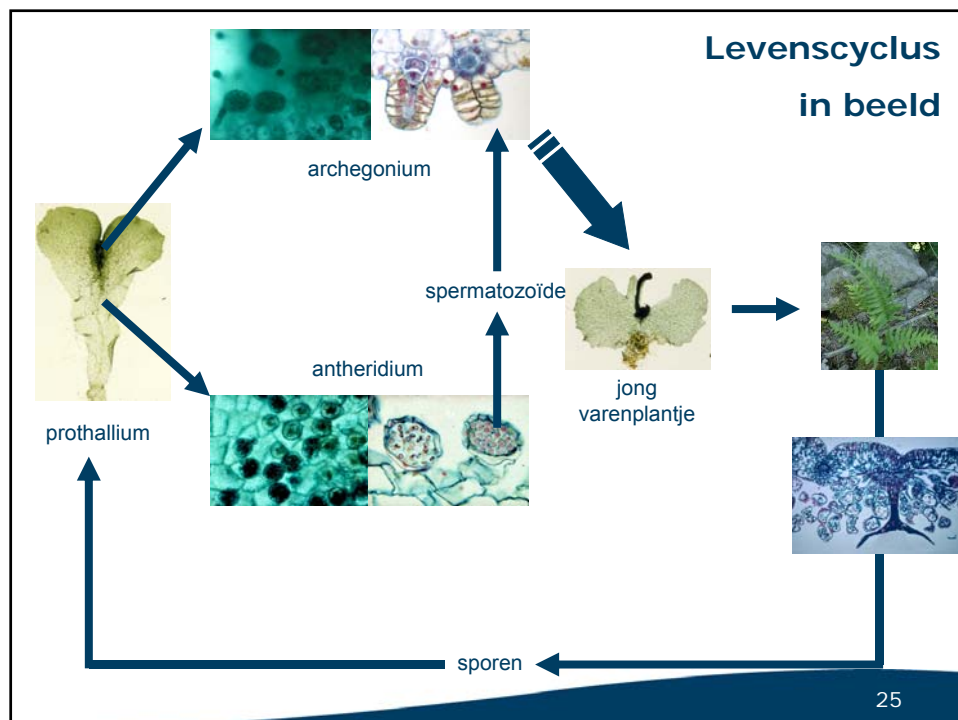 Levenscyclus
in beeld
archegonium
spermatozoïde
antheridium
jong
varenplantje
prothallium
sporen
25